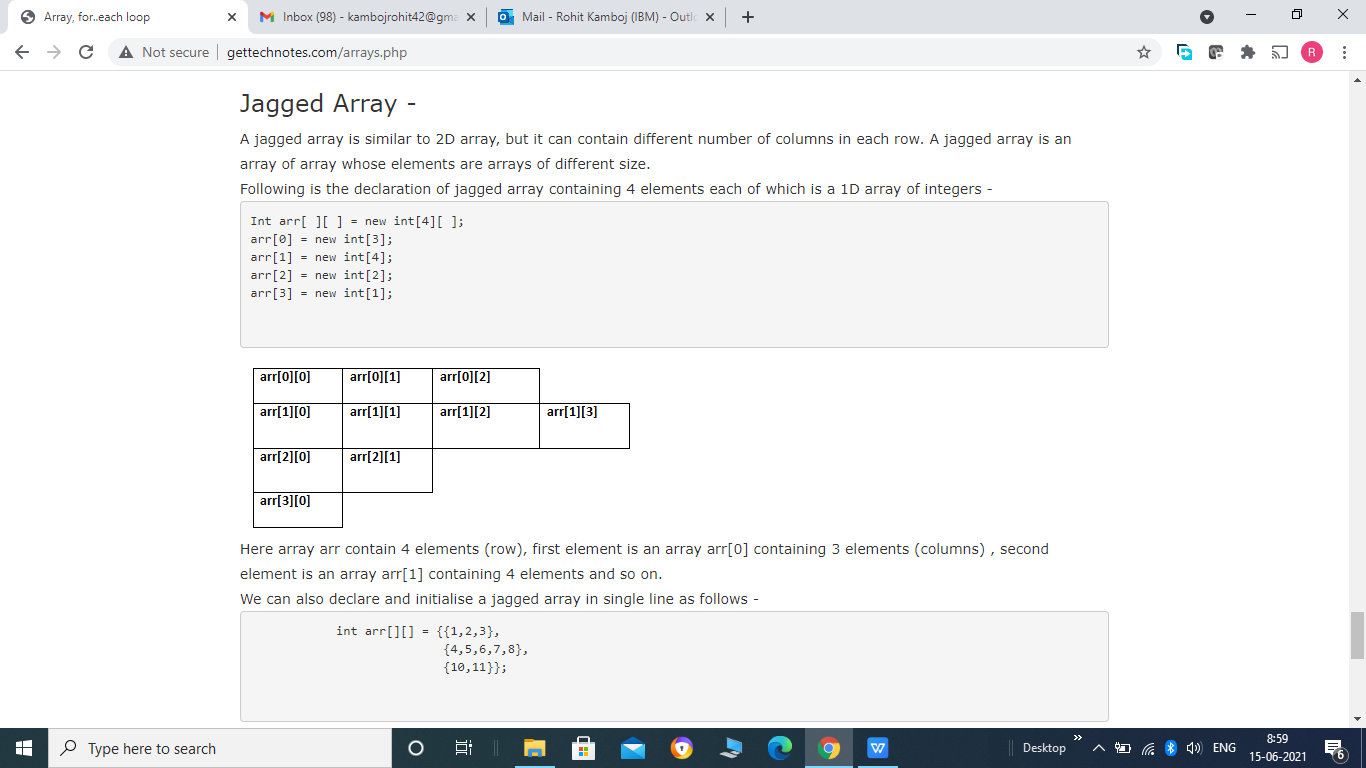 Array, for..each loop
Inbox (98) - kambojrohit42@gma
Mail - Rohit Kamboj (IBM) - Outl
Not secure
gettechnotes.com/arrays.php
R
Jagged Array -
A jagged array is similar to 2D array, but it can contain different number of columns in each row. A jagged array is an
array of array whose elements are arrays of different size.
Following is the declaration of jagged array containing 4 elements each of which is a 1D array of integers -
Int arr[ ][ ] = new int[4][ ];
arr[0] = new int[3];
arr[1] = new int[4];
arr[2] = new int[2];
arr[3] = new int[1];
arr[0][0] arr[0][1] arr[0][2]
arr[1][0] arr[1][1] arr[1][2] arr[1][3]
arr[2][0] arr[2][1]
arr[3][0]
Here array arr contain 4 elements (row), first element is an array arr[0] containing 3 elements (columns) , second
element is an array arr[1] containing 4 elements and so on.
We can also declare and initialise a jagged array in single line as follows -
int arr[][] = {{1,2,3},
{4,5,6,7,8},
{10,11}};
Type here to search
Desktop
ENG
8:59
15-06-2021
6